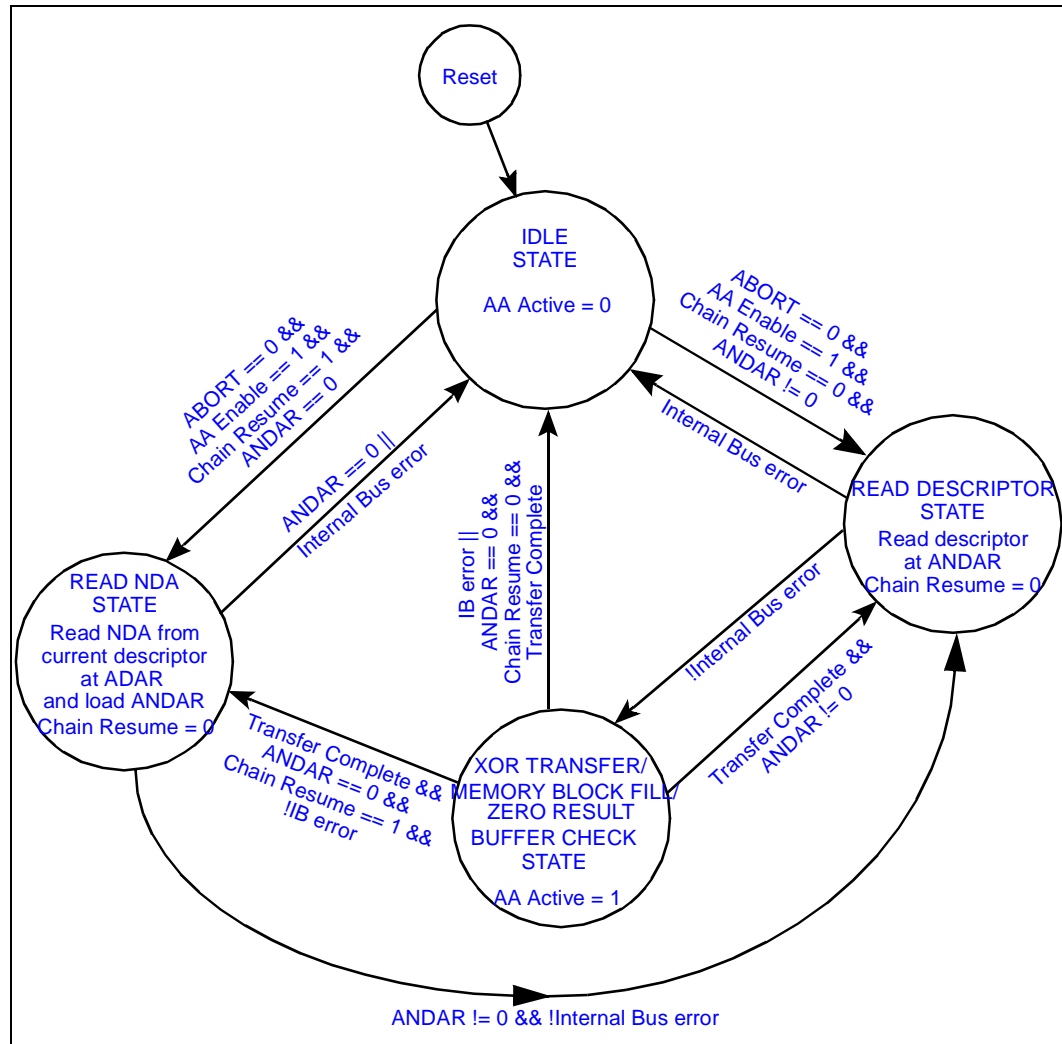 Reset
IDLE
STATE
AA Active = 0
ABORT == 0 &&
AA Enable == 1 &&
Chain Resume == 1 &&
ANDAR == 0
ANDAR == 0 ||
Internal Bus error
IB error ||
ANDAR == 0 &&
Chain Resume == 0 &&
Transfer Complete
ABORT == 0 &&
AA Enable == 1 &&
Chain Resume == 0 &&
ANDAR != 0
Internal Bus error
READ DESCRIPTOR
STATE
Read descriptor
at ANDAR
Chain Resume = 0
READ NDA
STATE
Read NDA from
current descriptor
at ADAR
and load ANDAR
Chain Resume = 0
!Internal Bus error
Transfer Complete &&
ANDAR != 0
Transfer Complete &&
ANDAR == 0 &&
Chain Resume == 1 &&
!IB error
XOR TRANSFER/
MEMORY BLOCK FILL/
ZERO RESULT
BUFFER CHECK
STATE
AA Active = 1
ANDAR != 0 && !Internal Bus error